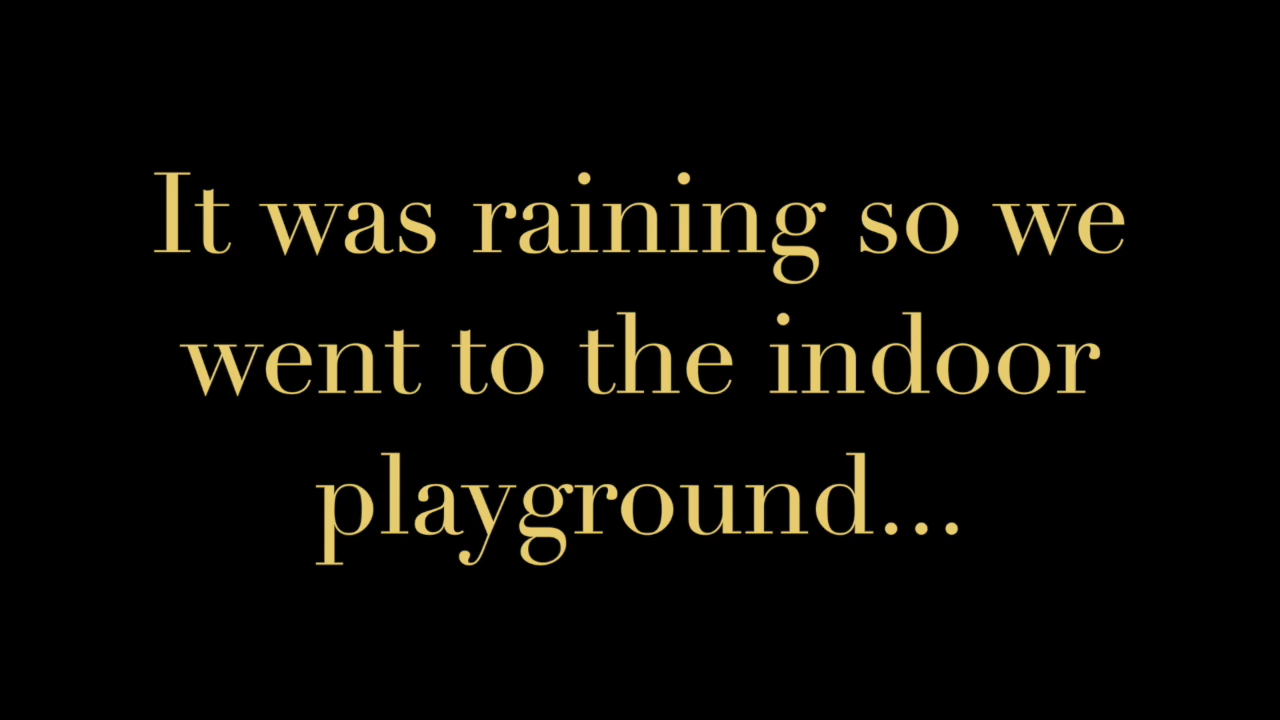 It was raining so we
went to the indoor
playground...